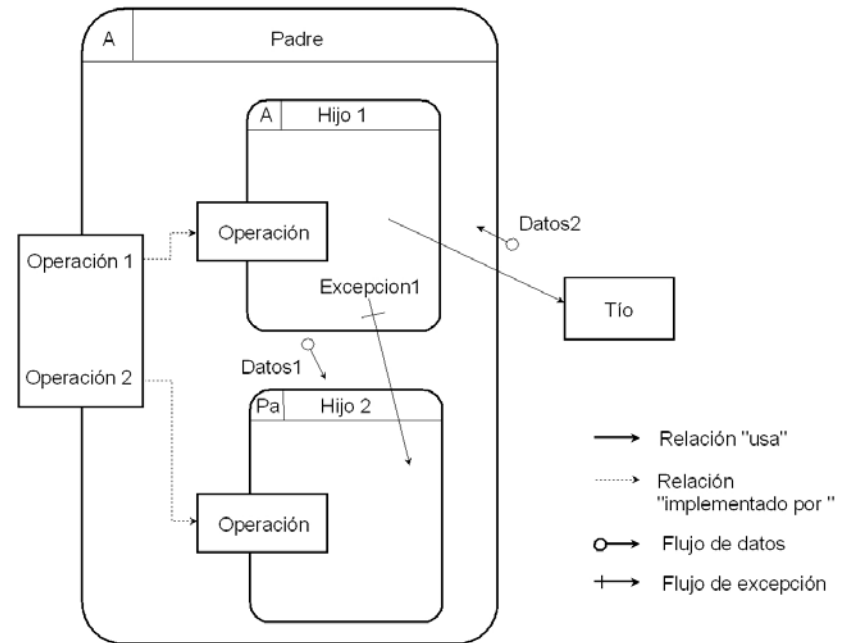 A Padre
A Hijo 1
Operación
Datos2
Operación 1
Excepcion1
Tío
Datos1
Operación 2
Pa Hijo 2
Operación
Relación "usa"
Relación
"implementado por "
Flujo de datos
Flujo de excepción